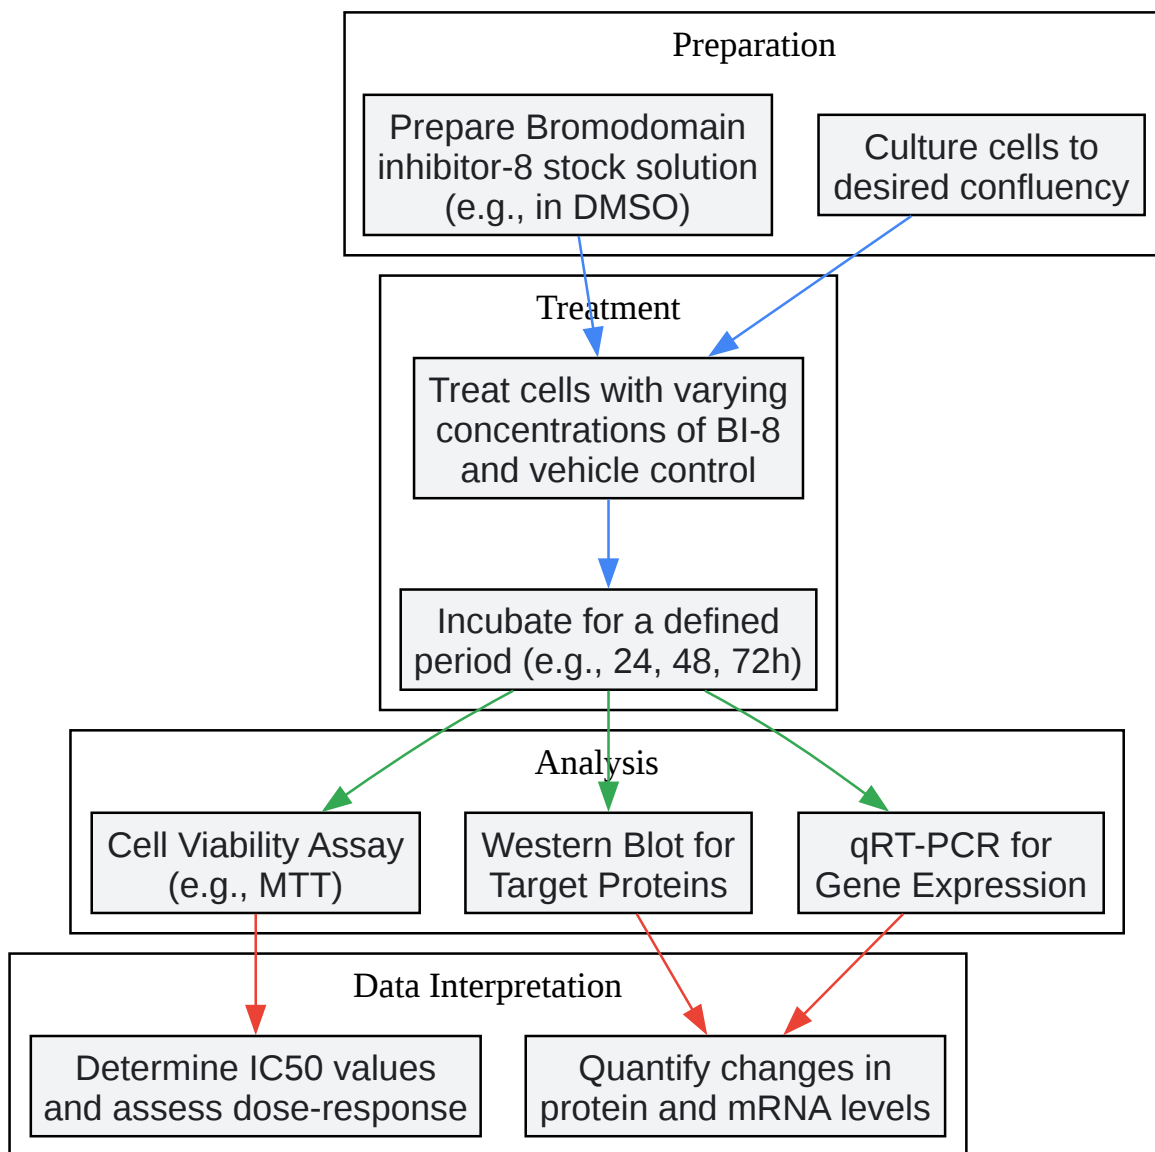 Preparation
Prepare Bromodomain
inhibitor-8 stock solution
(e.g., in DMSO)
Culture cells to
desired confluency
Treatment
Treat cells with varying
concentrations of BI-8
and vehicle control
Incubate for a defined
period (e.g., 24, 48, 72h)
Analysis
Cell Viability Assay
(e.g., MTT)
Western Blot for
Target Proteins
qRT-PCR for
Gene Expression
Data Interpretation
Determine IC50 values
and assess dose-response
Quantify changes in
protein and mRNA levels